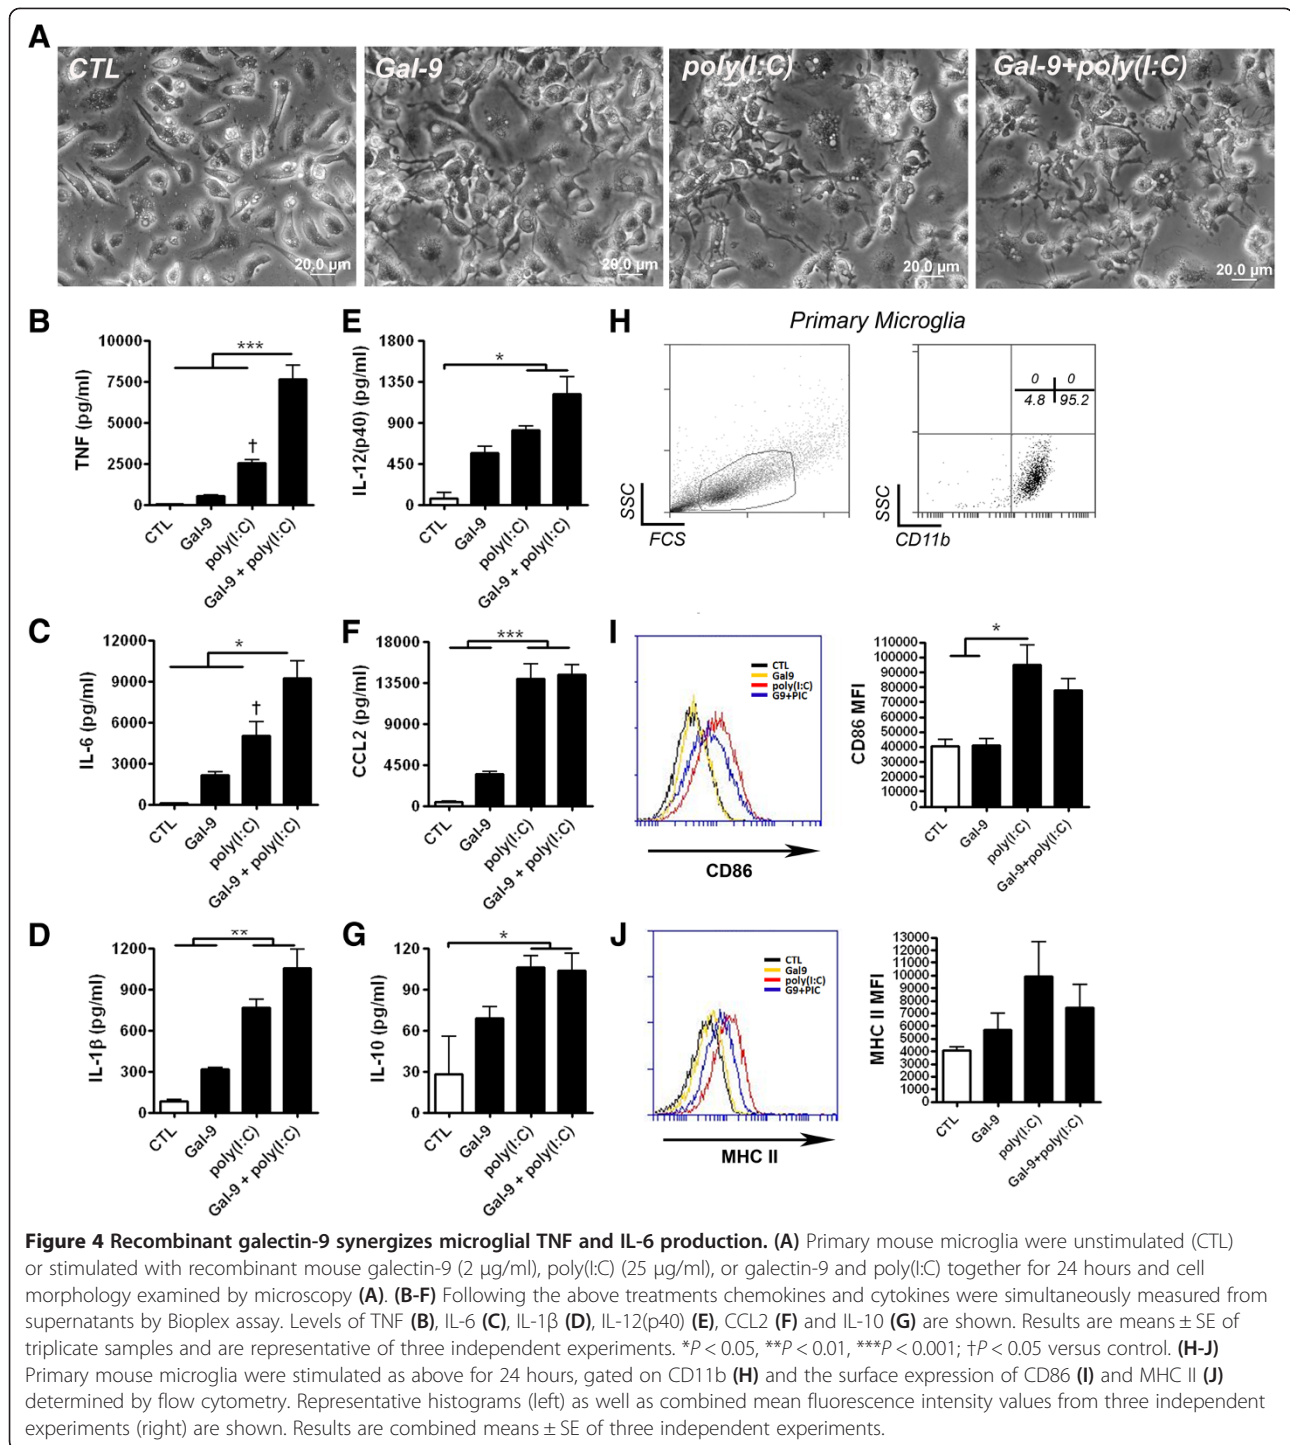 A
CTL
Gal-9
poly(I:C)
Gal-9+poly(I:C)
20.0 µm
20.0 µm
20.0 µm
20.0 µm
B
TNF (pg/ml)
10000
7500
5000
2500
0
***
†
CTL
Gal-9
poly(I:C)
Gal-9 + poly(I:C)
E
IL-12(p40) (pg/ml)
1800
1350
900
450
0
*
CTL
Gal-9
poly(I:C)
Gal-9 + poly(I:C)
H
Primary Microglia
SSC
FCS
0 0
4.8 95.2
SSC
CD11b
C
IL-6 (pg/ml)
12000
9000
6000
3000
0
*
†
CTL
Gal-9
poly(I:C)
Gal-9 + poly(I:C)
F
CCL2 (pg/ml)
18000
13500
9000
4500
0
***
CTL
Gal-9
poly(I:C)
Gal-9 + poly(I:C)
I
CTL
Gal9
poly(I:C)
G9+PIC
CD86
CD86 MFI
110000
100000
90000
80000
70000
60000
50000
40000
30000
20000
10000
0
*
CTL
Gal-9
poly(I:C)
Gal-9+poly(I:C)
D
IL-1β (pg/ml)
1200
900
600
300
0
**
CTL
Gal-9
poly(I:C)
Gal-9 + poly(I:C)
G
IL-10 (pg/ml)
120
90
60
30
0
*
CTL
Gal-9
poly(I:C)
Gal-9 + poly(I:C)
J
CTL
Gal9
poly(I:C)
G9+PIC
MHC II
MHC II MFI
13000
12000
11000
10000
9000
8000
7000
6000
5000
4000
3000
2000
1000
0
CTL
Gal-9
poly(I:C)
Gal-9+poly(I:C)
Figure 4 Recombinant galectin-9 synergizes microglial TNF and IL-6 production. (A) Primary mouse microglia were unstimulated (CTL)
or stimulated with recombinant mouse galectin-9 (2 µg/ml), poly(I:C) (25 µg/ml), or galectin-9 and poly(I:C) together for 24 hours and cell
morphology examined by microscopy (A). (B-F) Following the above treatments chemokines and cytokines were simultaneously measured from
supernatants by Bioplex assay. Levels of TNF (B), IL-6 (C), IL-1β (D), IL-12(p40) (E), CCL2 (F) and IL-10 (G) are shown. Results are means ± SE of
triplicate samples and are representative of three independent experiments. *P < 0.05, **P < 0.01, ***P < 0.001; †P < 0.05 versus control. (H-J)
Primary mouse microglia were stimulated as above for 24 hours, gated on CD11b (H) and the surface expression of CD86 (I) and MHC II (J)
determined by flow cytometry. Representative histograms (left) as well as combined mean fluorescence intensity values from three independent
experiments (right) are shown. Results are combined means ± SE of three independent experiments.